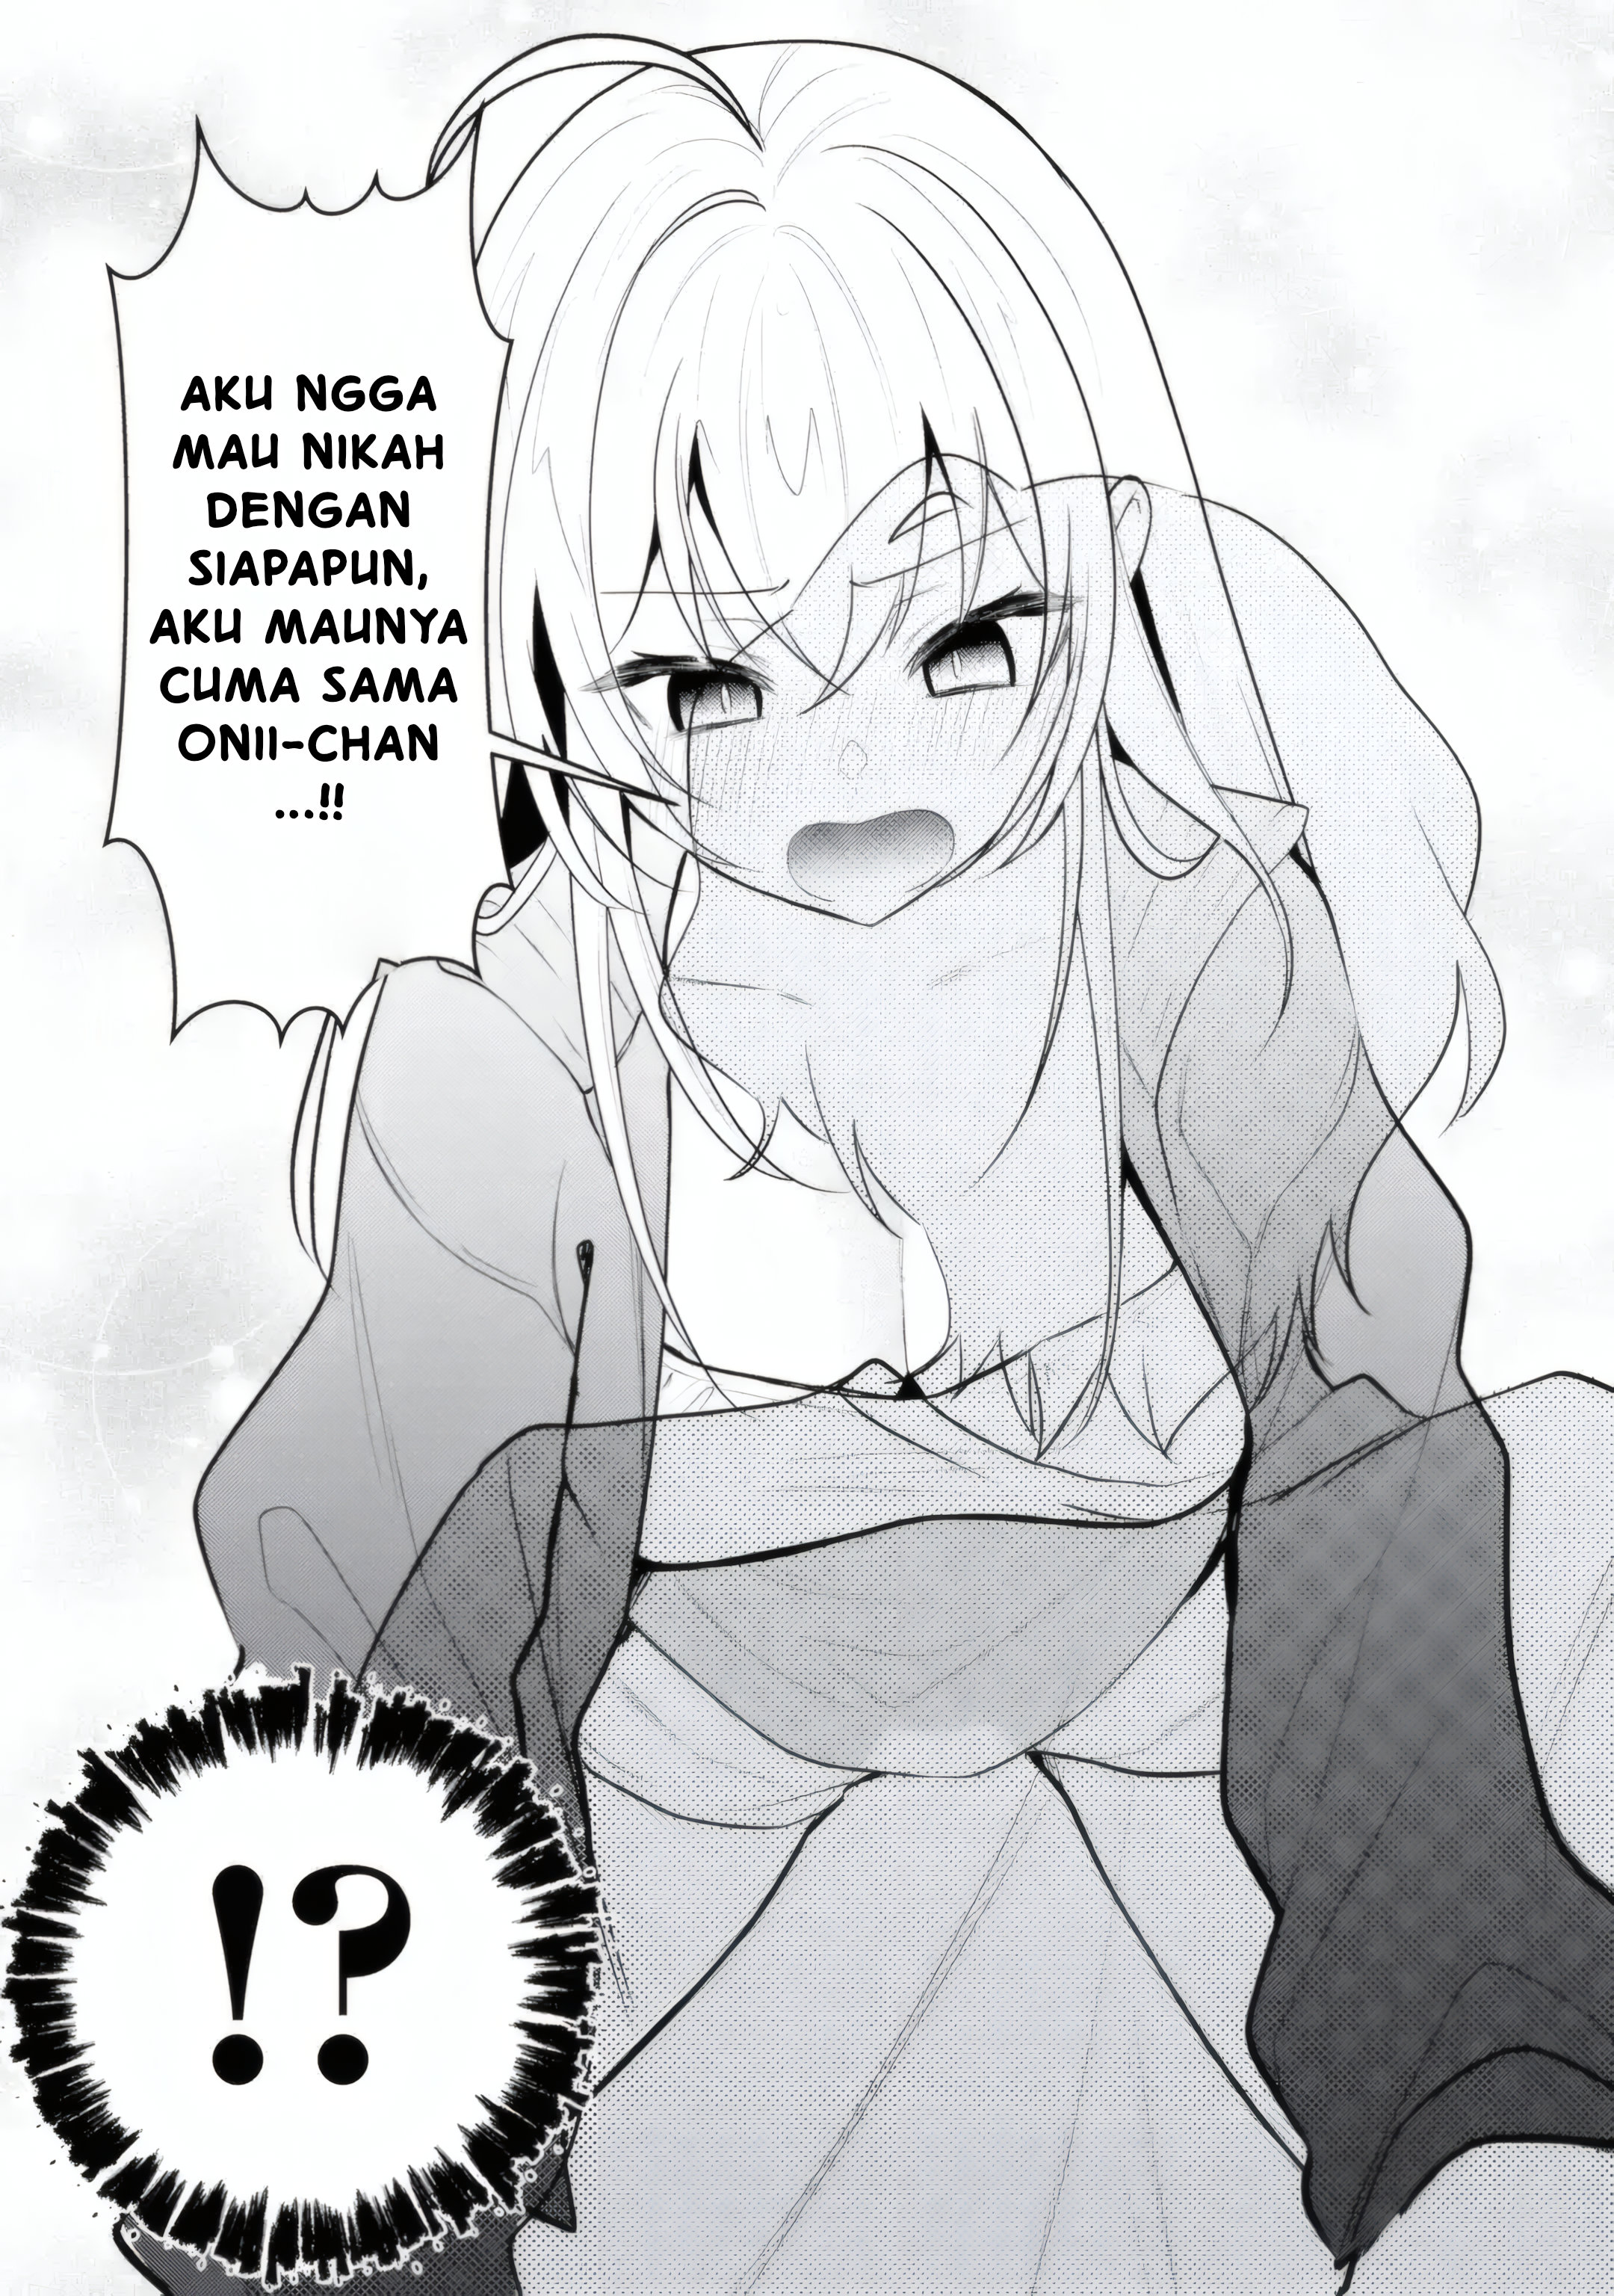 AKU NGGA
MAU NIKAH
DENGAN
SIAPAPUN,
AKU MAUNYA
CUMA SAMA
ONII-CHAN
...!!
!?